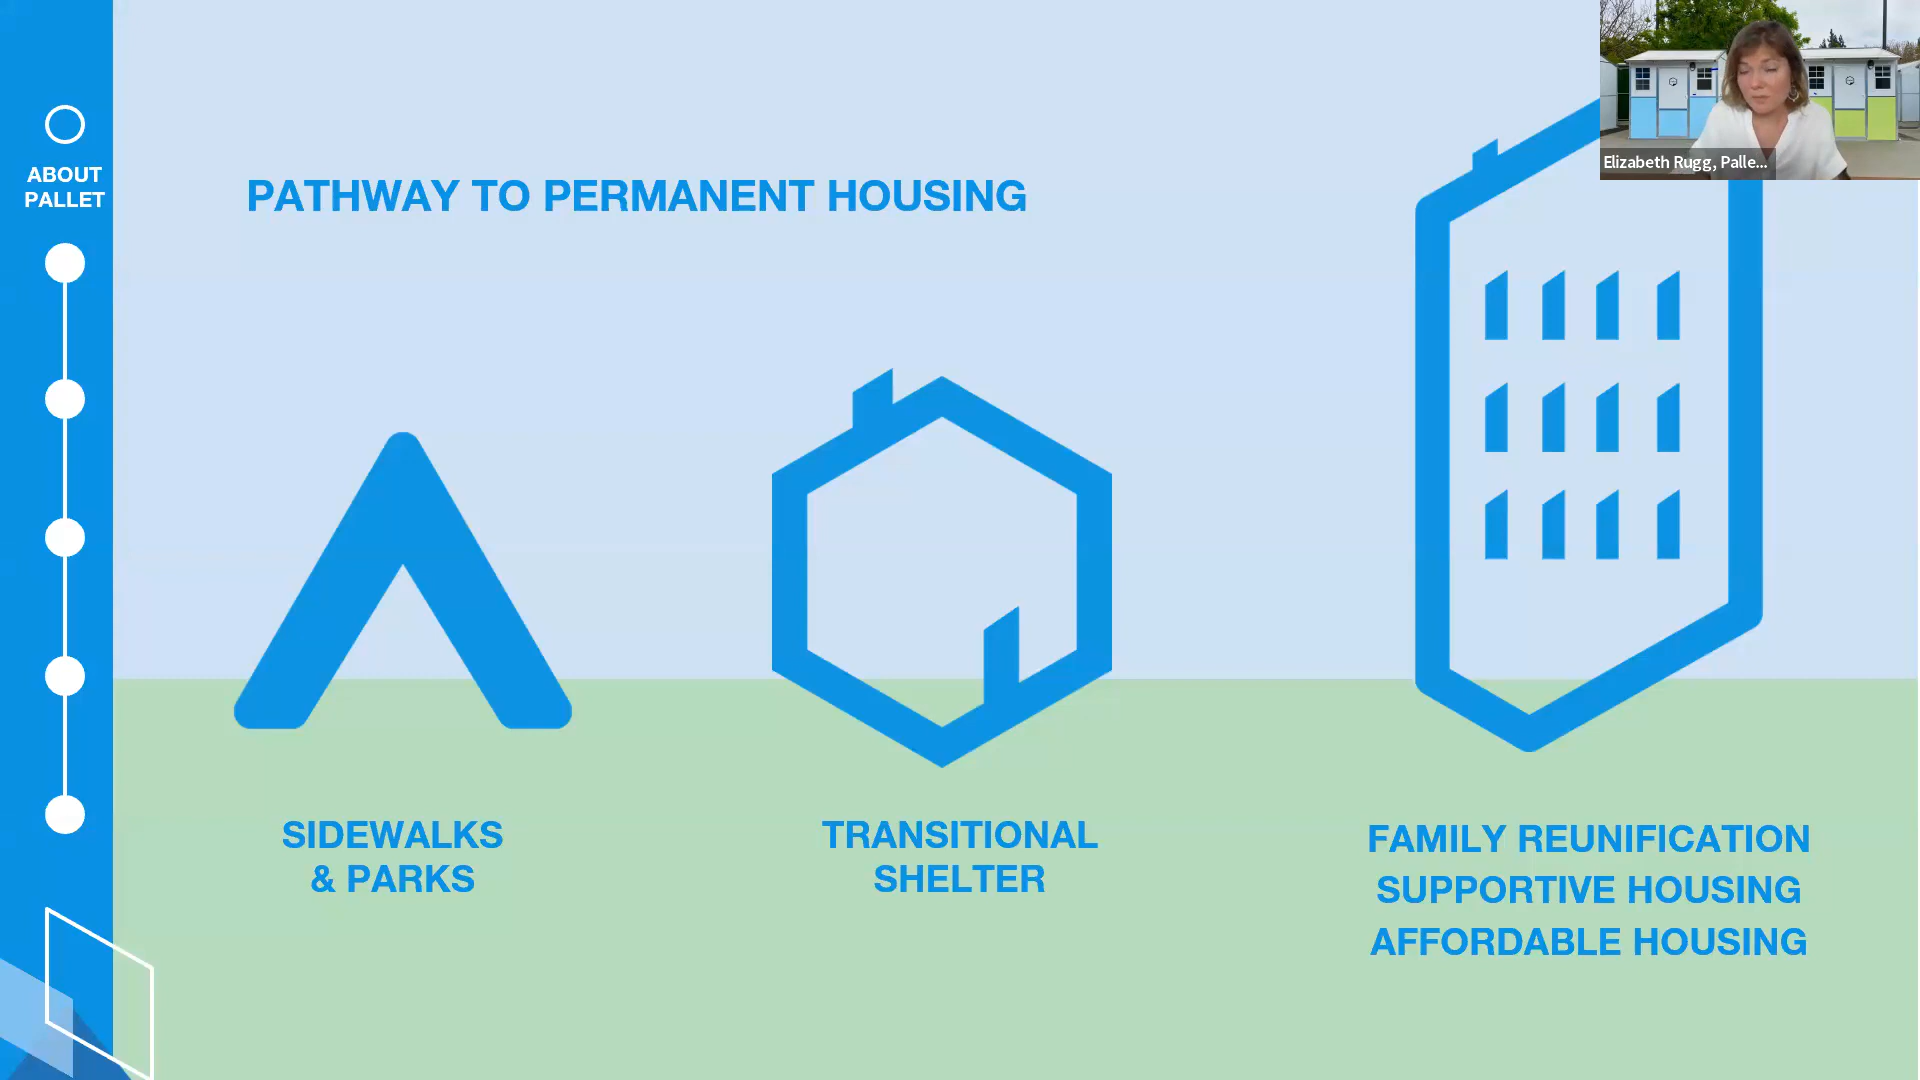 ABOUT
PALLET
PATHWAY TO PERMANENT HOUSING
Elizabeth Rugg, Palle...
SIDEWALKS
& PARKS
TRANSITIONAL
SHELTER
FAMILY REUNIFICATION
SUPPORTIVE HOUSING
AFFORDABLE HOUSING